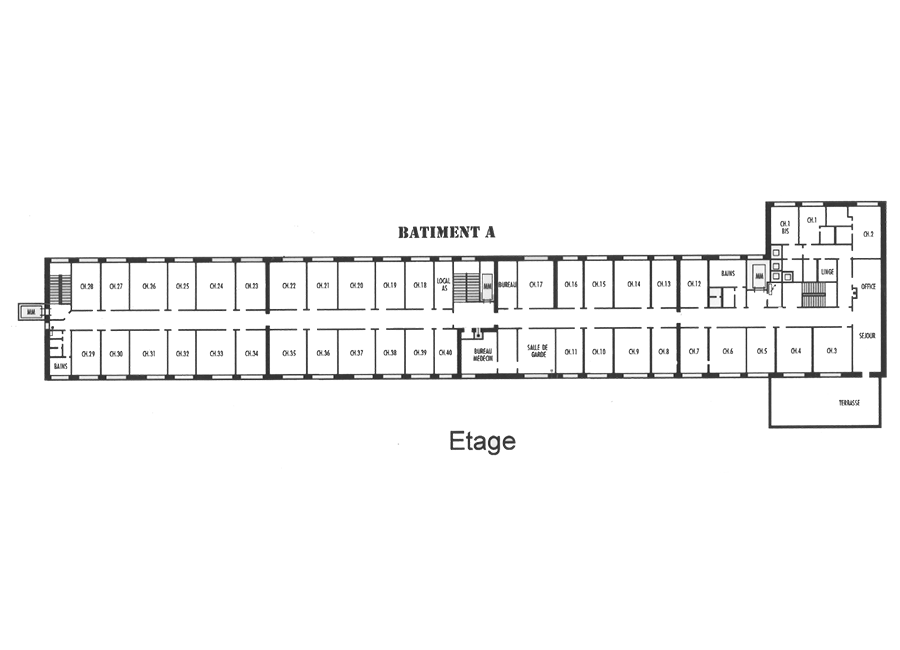 BATIMENT A
CH.1
BIS
CH.1
CH.2
CH.28
CH.27
CH.26
CH.25
CH.24
CH.23
CH.22
CH.21
CH.20
CH.19
CH.18
LOCAL
AS
MM
BUREAU
CH.17
CH.16
CH.15
CH.14
CH.13
CH.12
BAINS
MM
LINGE
OFFICE
MM
BAINS
CH.29
CH.30
CH.31
CH.32
CH.33
CH.34
CH.35
CH.36
CH.37
CH.38
CH.39
CH.40
BUREAU
MEDECIN
SALLE DE
GARDE
CH.11
CH.10
CH.9
CH.8
CH.7
CH.6
CH.5
CH.4
CH.3
SEJOUR
TERRASSE
Etage